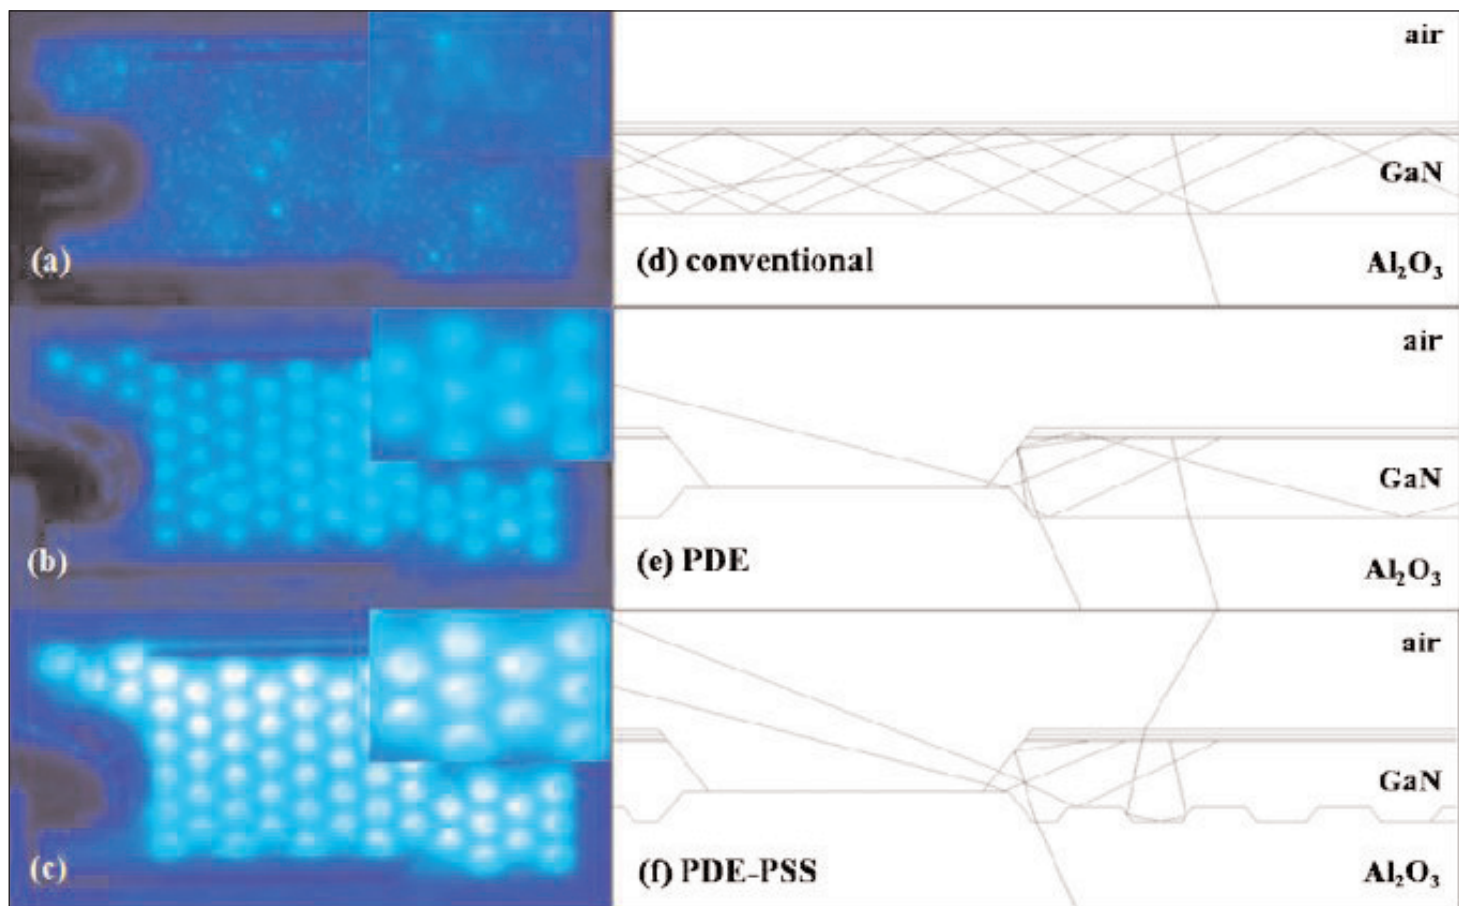 (a)
(d) conventional
air
GaN
Al₂O₃
(b)
(e) PDE
air
GaN
Al₂O₃
(c)
(f) PDE-PSS
air
GaN
Al₂O₃